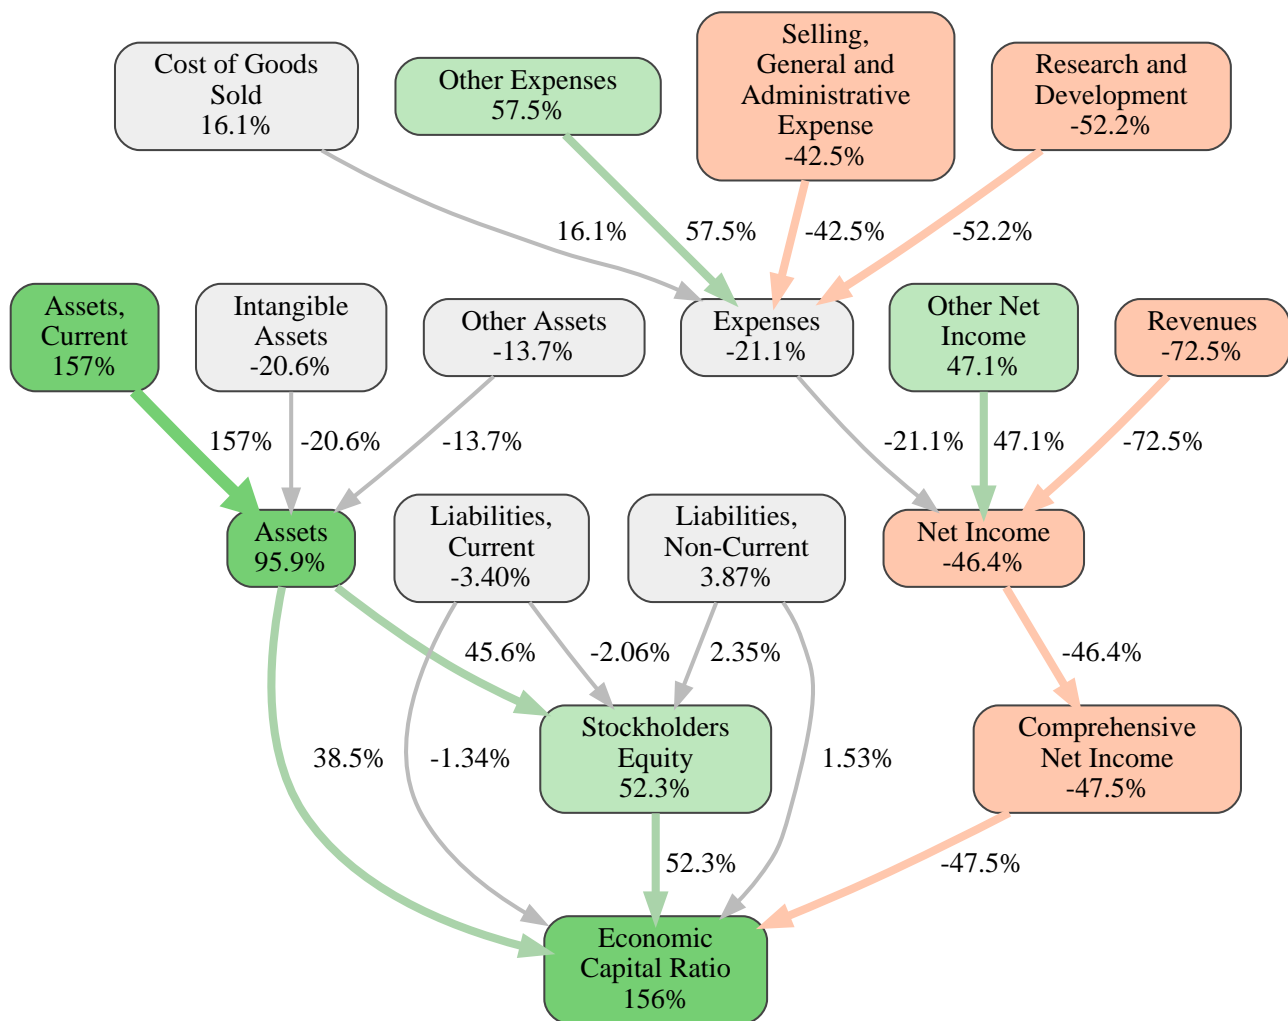 Cost of Goods
Sold
16.1%
Other Expenses
57.5%
Selling,
General and
Administrative
Expense
-42.5%
Research and
Development
-52.2%
16.1%
57.5%
-42.5%
-52.2%
Assets,
Current
157%
Intangible
Assets
-20.6%
Other Assets
-13.7%
Expenses
-21.1%
Other Net
Income
47.1%
Revenues
-72.5%
157%
-20.6%
-13.7%
-21.1%
47.1%
-72.5%
Assets
95.9%
Liabilities,
Current
-3.40%
Liabilities,
Non-Current
3.87%
Net Income
-46.4%
45.6%
-2.06%
2.35%
-46.4%
38.5%
-1.34%
Stockholders
Equity
52.3%
1.53%
Comprehensive
Net Income
-47.5%
52.3%
-47.5%
Economic
Capital Ratio
156%